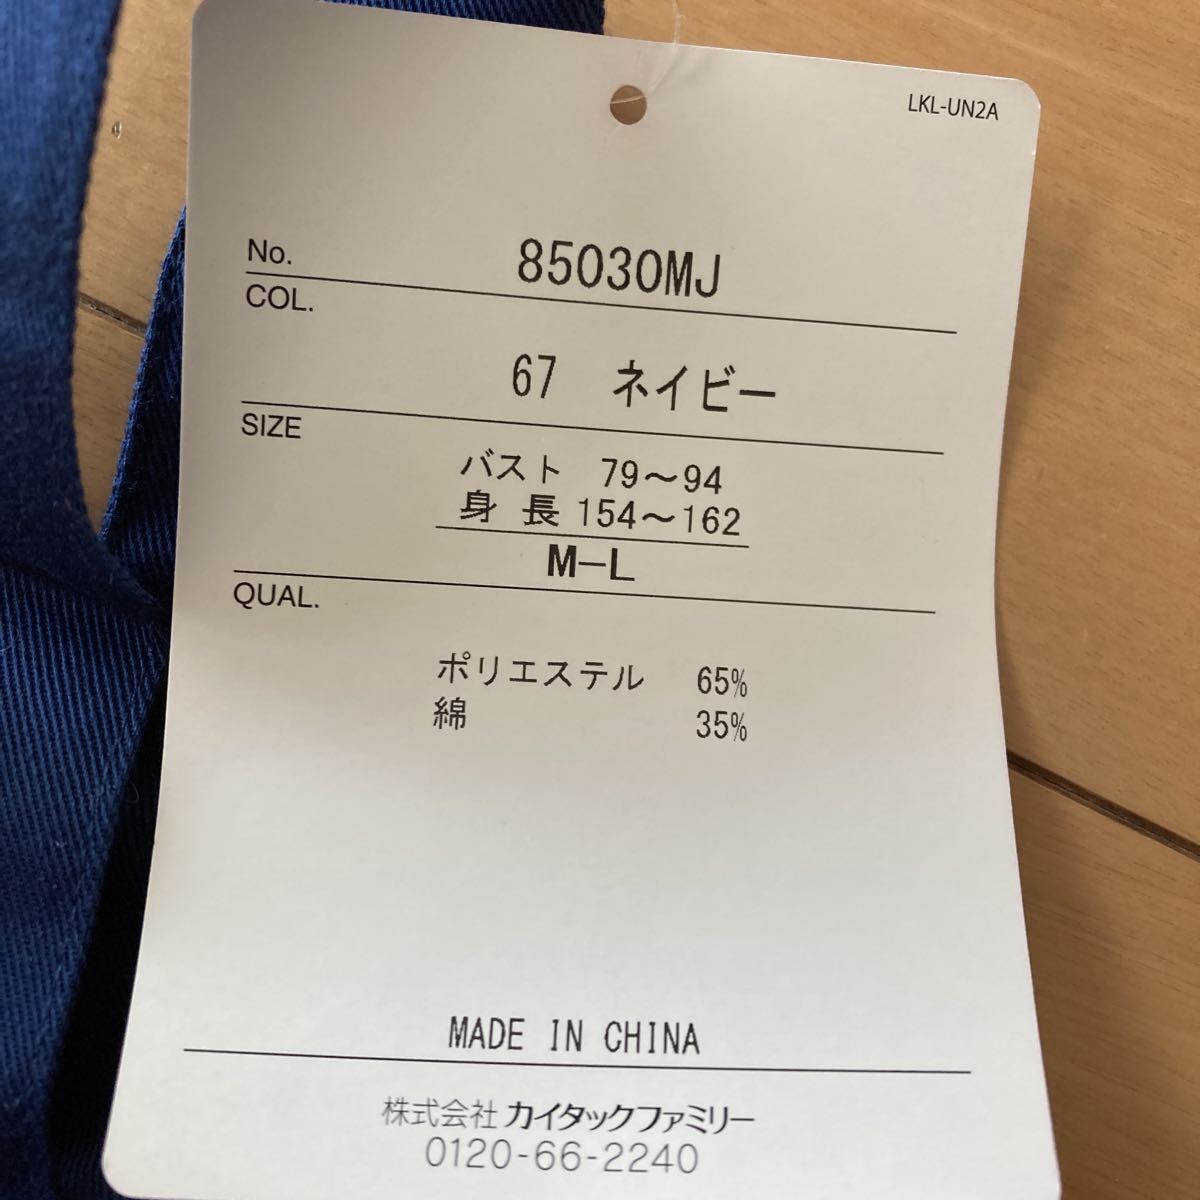 LKL-UN2A
No. 85030MJ
COL.
67 ネイビー
SIZE
バスト 79～94
身長 154～162
M-L
QUAL.
ポリエステル 65%
綿 35%
MADE IN CHINA
株式会社 カイタックファミリー
0120-66-2240